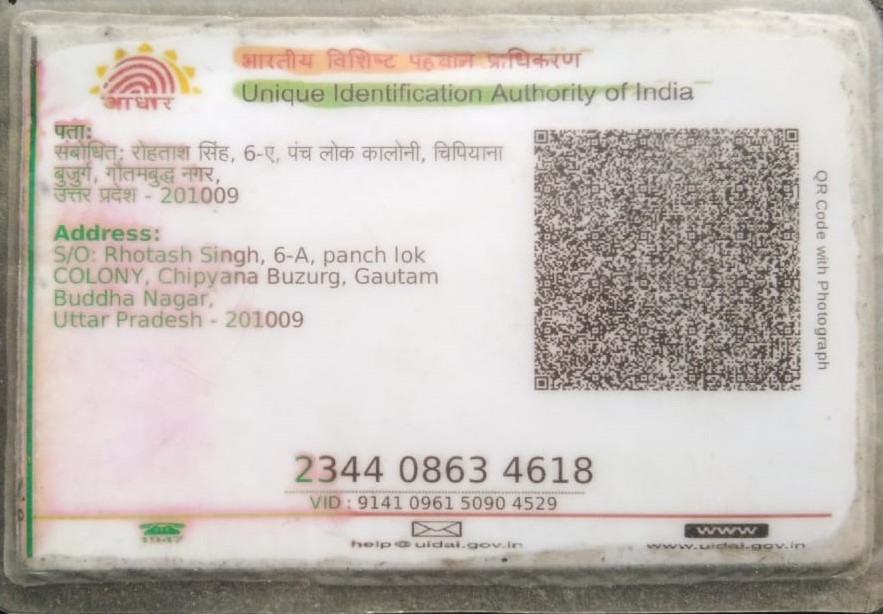 भारतीय विशिष्ट पहचान प्राधिकरण
आधार
Unique Identification Authority of India
पता:
संबोधित: रोहताश सिंह, 6-ए, पंच लोक कालोनी, चिपियाना
बुजुर्ग, गौतमबुद्ध नगर,
उत्तर प्रदेश - 201009
Address:
S/O: Rhotash Singh, 6-A, panch lok
COLONY, Chipyana Buzurg, Gautam
Buddha Nagar,
Uttar Pradesh - 201009
QR Code with Photograph
2344 0863 4618
VID : 9141 0961 5090 4529
1947
help@uidai.gov.in
www
www.uidai.gov.in